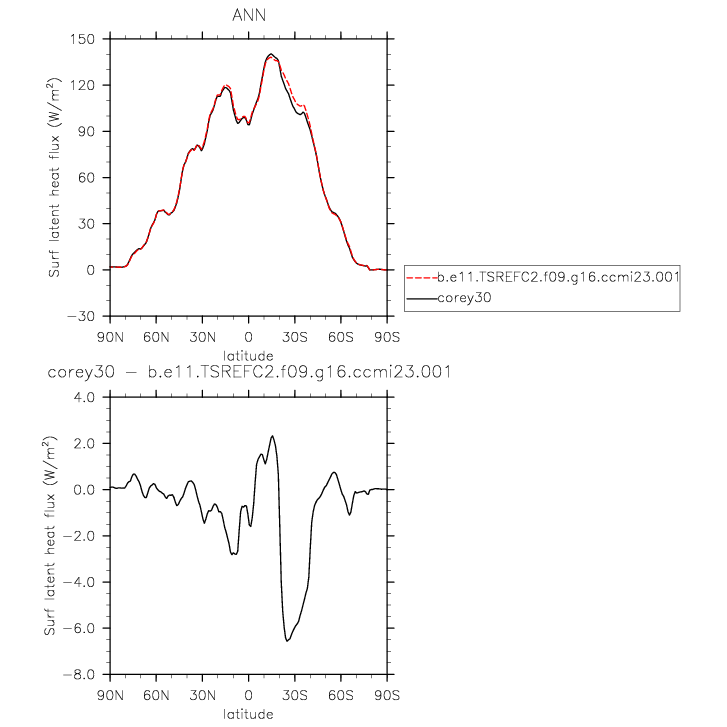 ANN
Surf latent heat flux (W/m²)
150
120
90
60
30
0
−30
90N 60N 30N 0 30S 60S 90S
latitude
b.e11.TSREFC2.f09.g16.ccmi23.001
corey30
corey30 − b.e11.TSREFC2.f09.g16.ccmi23.001
Surf latent heat flux (W/m²)
4.0
2.0
0.0
−2.0
−4.0
−6.0
−8.0
90N 60N 30N 0 30S 60S 90S
latitude